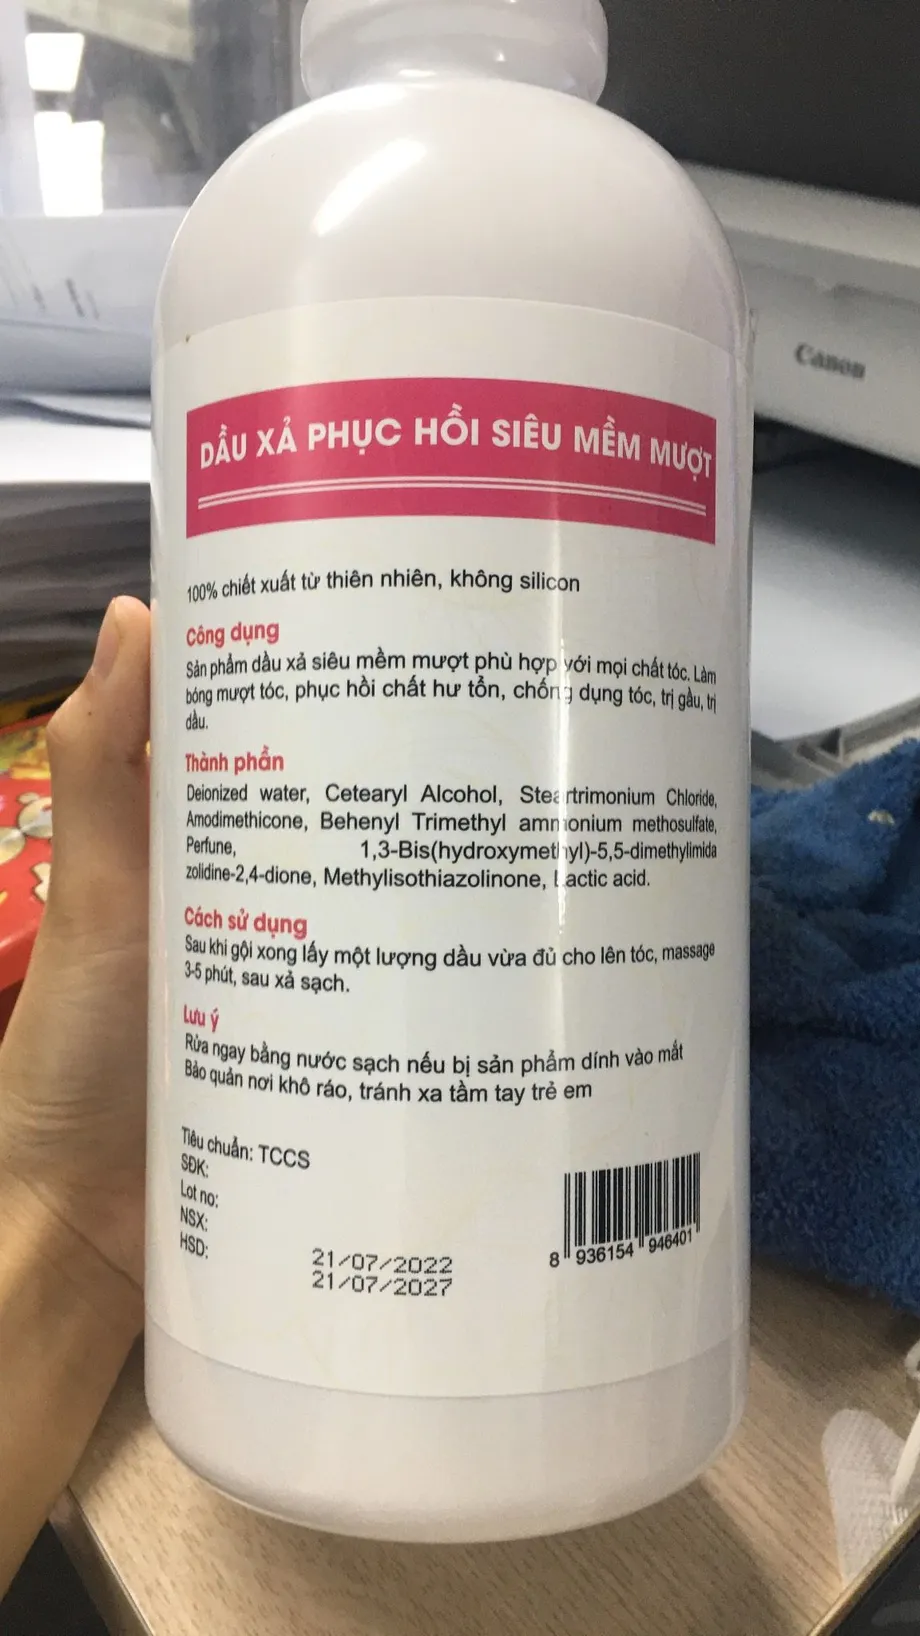 Canon
DẦU XẢ PHỤC HỒI SIÊU MỀM MƯỢT
100% chiết xuất từ thiên nhiên, không silicon
Công dụng
Sản phẩm dầu xả siêu mềm mượt phù hợp với mọi chất tóc. Làm
bóng mượt tóc, phục hồi chất hư tổn, chống dụng tóc, trị gầu, trị
dầu.
Thành phần
Deionized water, Cetearyl Alcohol, Steartrimonium Chloride,
Amodimethicone, Behenyl Trimethyl ammonium methosulfate,
Perfune, 1,3-Bis(hydroxymethyl)-5,5-dimethylimida
zolidine-2,4-dione, Methylisothiazolinone, Lactic acid.
Cách sử dụng
Sau khi gội xong lấy một lượng dầu vừa đủ cho lên tóc, massage
3-5 phút, sau xả sạch.
Lưu ý
Rửa ngay bằng nước sạch nếu bị sản phẩm dính vào mắt
Bảo quản nơi khô ráo, tránh xa tầm tay trẻ em
Tiêu chuẩn: TCCS
SĐK:
Lot no:
NSX:
HSD:
21/07/2022
21/07/2027
8 936154 946401